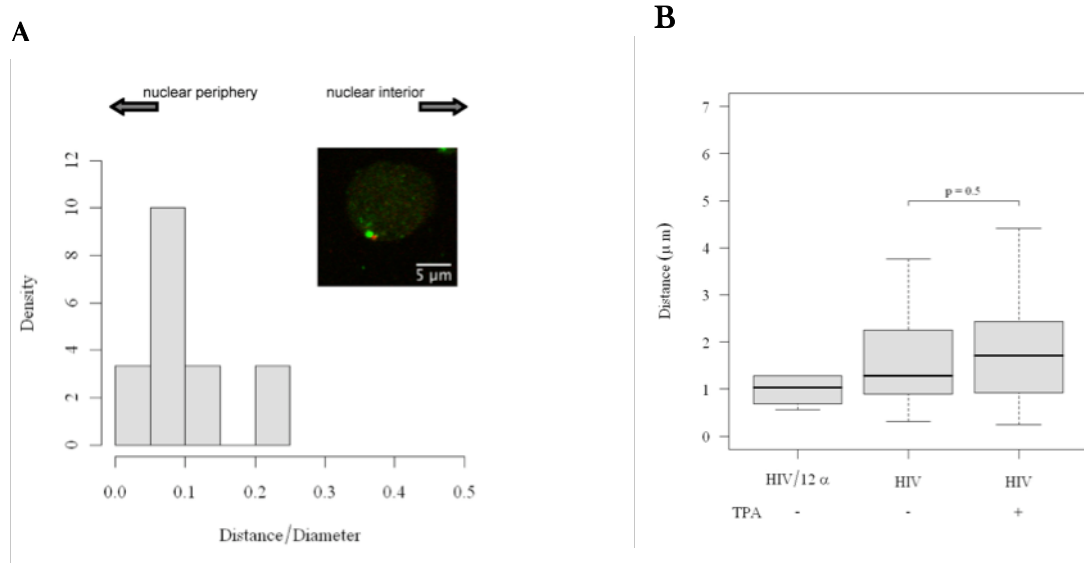 A
nuclear periphery
nuclear interior
12
10
8
6
4
2
0
Density
5 μm
0.0 0.1 0.2 0.3 0.4 0.5
Distance/Diameter
B
7
6
5
4
3
2
1
0
Distance (μ m)
p = 0.5
HIV/12 α HIV HIV
TPA - - +